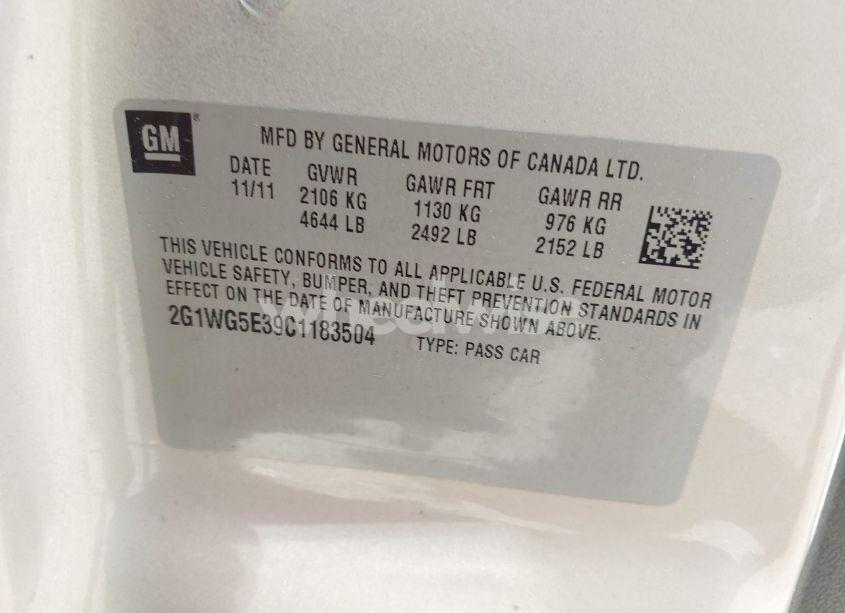 GM ®
MFD BY GENERAL MOTORS OF CANADA LTD.
DATE GVWR GAWR FRT GAWR RR
11/11 2106 KG 1130 KG 976 KG
4644 LB 2492 LB 2152 LB
THIS VEHICLE CONFORMS TO ALL APPLICABLE U.S. FEDERAL MOTOR
VEHICLE SAFETY, BUMPER, AND THEFT PREVENTION STANDARDS IN
EFFECT ON THE DATE OF MANUFACTURE SHOWN ABOVE.
2G1WG5E39C1183504 TYPE: PASS CAR